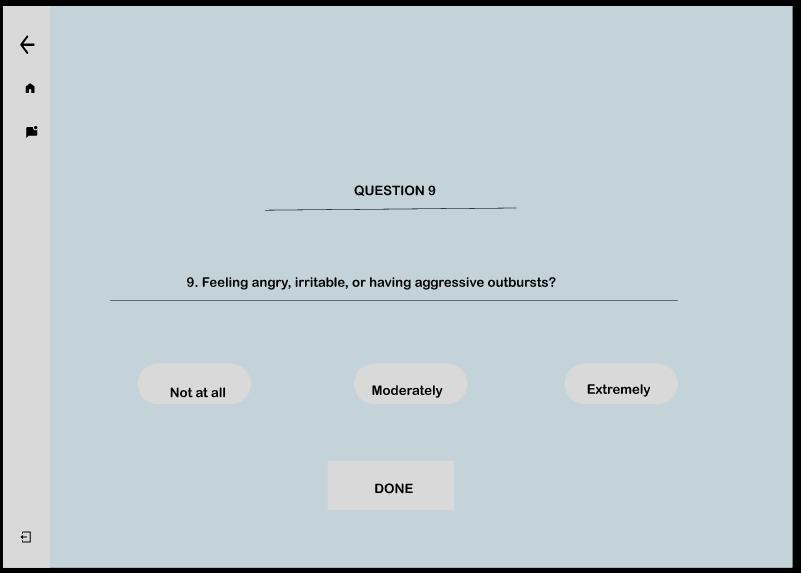 QUESTION 9
9. Feeling angry, irritable, or having aggressive outbursts?
Not at all
Moderately
Extremely
DONE